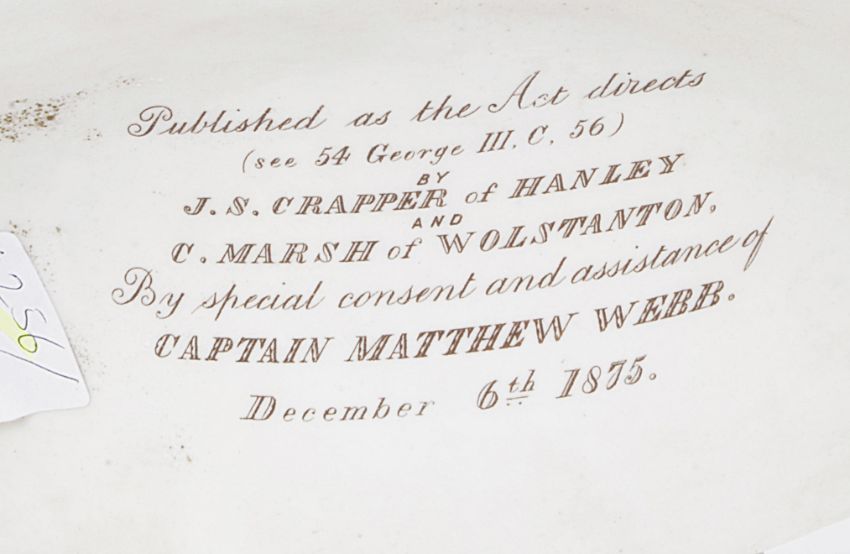 Published as the Act directs
(see 54 George III. C. 56)
BY
J. S. CRAPPER of HANLEY
AND
C. MARSH of WOLSTANTON.
By special consent and assistance of
CAPTAIN MATTHEW WEBB.
December 6th 1875.